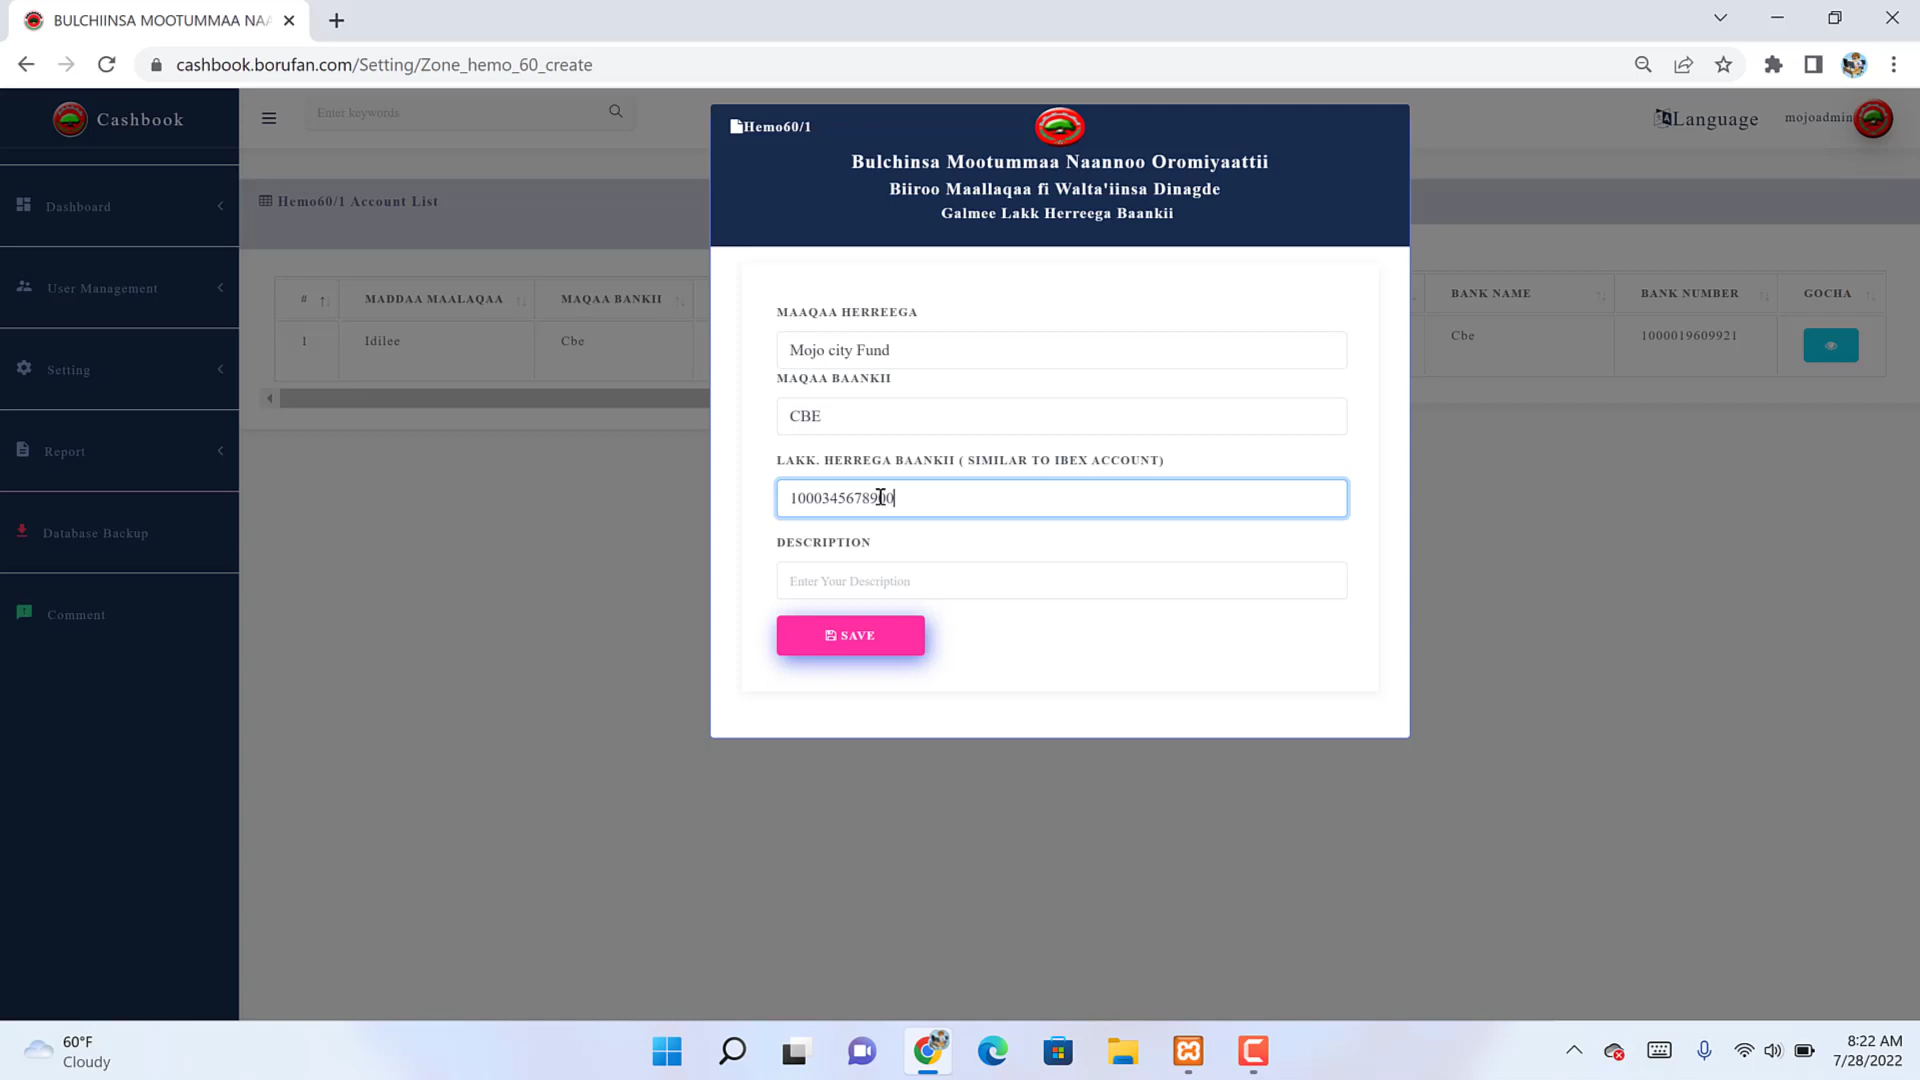 BULCHIINSA MOOTUMMAA NAA
cashbook.borufan.com/Setting/Zone_hemo_60_create
Cashbook
Enter keywords
Language
mojoadmin
Dashboard
User Management
Setting
Report
Database Backup
Comment
Hemo60/1 Account List
#
MADDAA MAALAQAA
MAQAA BANKII
BANK NAME
BANK NUMBER
GOCHA
1
Idilee
Cbe
Cbe
1000019609921
Hemo60/1
Bulchinsa Mootummaa Naannoo Oromiyaattii
Biiroo Maallaqaa fi Walta'iinsa Dinagde
Galmee Lakk Herreega Baankii
MAAQAA HERREEGA
Mojo city Fund
MAQAA BAANKII
CBE
LAKK. HERREGA BAANKII ( SIMILAR TO IBEX ACCOUNT)
1000345678900
DESCRIPTION
Enter Your Description
SAVE
60°F
Cloudy
8:22 AM
7/28/2022